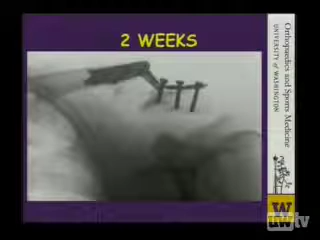 2 WEEKS
Orthopaedics and Sports Medicine
UNIVERSITY of WASHINGTON
W
uwtv